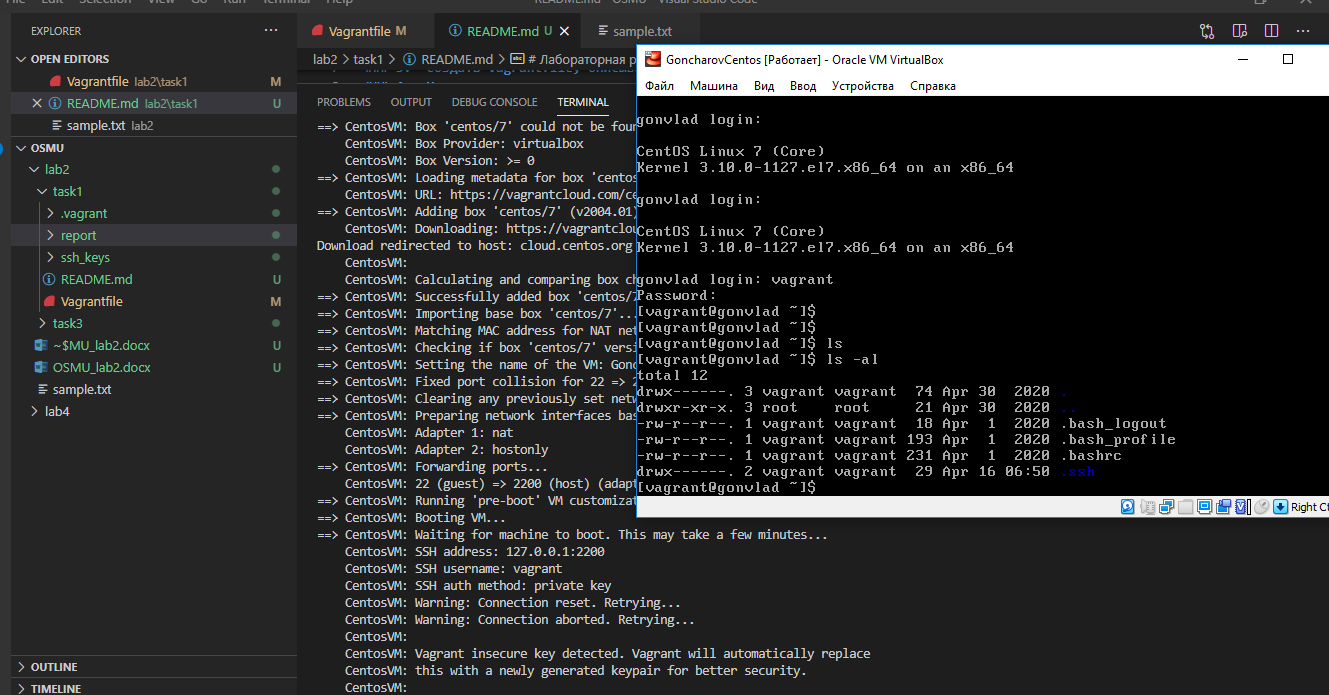 File Edit Selection View Go Run Terminal Help
README.md - OSMU - Visual Studio Code
EXPLORER
OPEN EDITORS
Vagrantfile lab2\task1 M
README.md lab2\task1 U
sample.txt lab2
OSMU
lab2
task1
.vagrant
report
ssh_keys
README.md U
Vagrantfile M
task3
~$MU_lab2.docx U
OSMU_lab2.docx U
sample.txt
lab4
OUTLINE
TIMELINE
Vagrantfile M
README.md U
sample.txt
lab2 > task1 > README.md > # Лабораторная р
PROBLEMS OUTPUT DEBUG CONSOLE TERMINAL
==> CentosVM: Box 'centos/7' could not be four
CentosVM: Box Provider: virtualbox
CentosVM: Box Version: >= 0
==> CentosVM: Loading metadata for box 'centos
CentosVM: URL: https://vagrantcloud.com/ce
==> CentosVM: Adding box 'centos/7' (v2004.01)
CentosVM: Downloading: https://vagrantclou
Download redirected to host: cloud.centos.org
CentosVM:
CentosVM: Calculating and comparing box ch
==> CentosVM: Successfully added box 'centos/7
==> CentosVM: Importing base box 'centos/7'...
==> CentosVM: Matching MAC address for NAT net
==> CentosVM: Checking if box 'centos/7' versi
==> CentosVM: Setting the name of the VM: Gonc
==> CentosVM: Fixed port collision for 22 => 2
==> CentosVM: Clearing any previously set netw
==> CentosVM: Preparing network interfaces bas
CentosVM: Adapter 1: nat
CentosVM: Adapter 2: hostonly
==> CentosVM: Forwarding ports...
CentosVM: 22 (guest) => 2200 (host) (adapt
==> CentosVM: Running 'pre-boot' VM customizat
==> CentosVM: Booting VM...
==> CentosVM: Waiting for machine to boot. This may take a few minutes...
CentosVM: SSH address: 127.0.0.1:2200
CentosVM: SSH username: vagrant
CentosVM: SSH auth method: private key
CentosVM: Warning: Connection reset. Retrying...
CentosVM: Warning: Connection aborted. Retrying...
CentosVM:
CentosVM: Vagrant insecure key detected. Vagrant will automatically replace
CentosVM: this with a newly generated keypair for better security.
CentosVM:
GoncharovCentos [Работает] - Oracle VM VirtualBox
Файл Машина Вид Ввод Устройства Справка
gonvlad login:
CentOS Linux 7 (Core)
Kernel 3.10.0-1127.el7.x86_64 on an x86_64
gonvlad login:
CentOS Linux 7 (Core)
Kernel 3.10.0-1127.el7.x86_64 on an x86_64
gonvlad login: vagrant
Password:
[vagrant@gonvlad ~]$
[vagrant@gonvlad ~]$
[vagrant@gonvlad ~]$ ls
[vagrant@gonvlad ~]$ ls -al
total 12
drwx------. 3 vagrant vagrant 74 Apr 30 2020 .
drwxr-xr-x. 3 root root 21 Apr 30 2020 ..
-rw-r--r--. 1 vagrant vagrant 18 Apr 1 2020 .bash_logout
-rw-r--r--. 1 vagrant vagrant 193 Apr 1 2020 .bash_profile
-rw-r--r--. 1 vagrant vagrant 231 Apr 1 2020 .bashrc
drwx------. 2 vagrant vagrant 29 Apr 16 06:50 .ssh
[vagrant@gonvlad ~]$
Right Ct